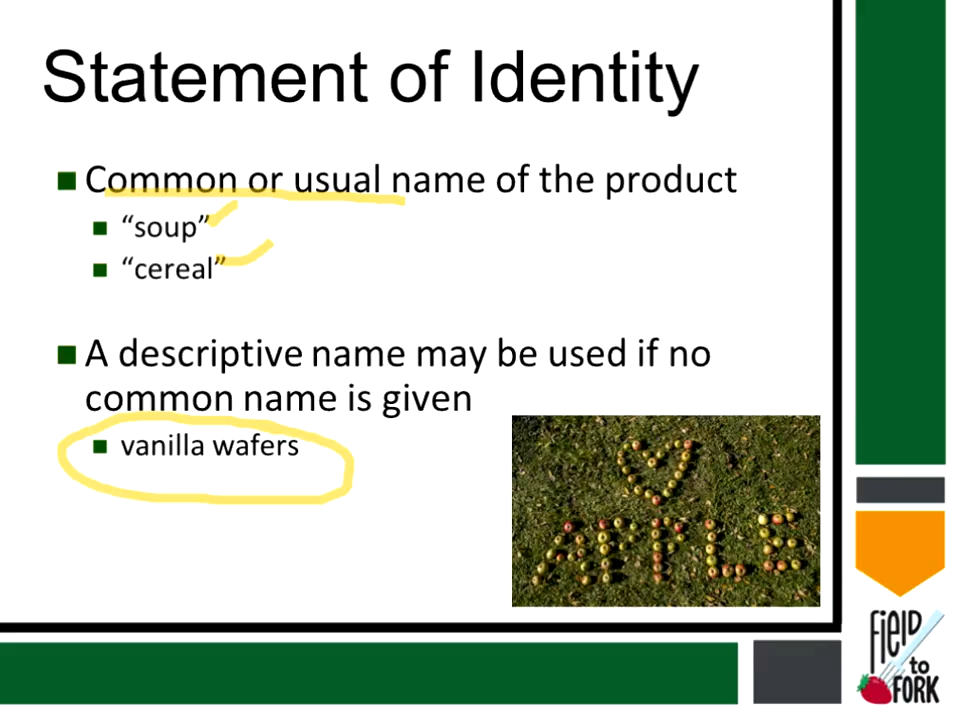 Statement of Identity
Common or usual name of the product
“soup”
“cereal”
A descriptive name may be used if no
common name is given
vanilla wafers
FIELD
to
FORK